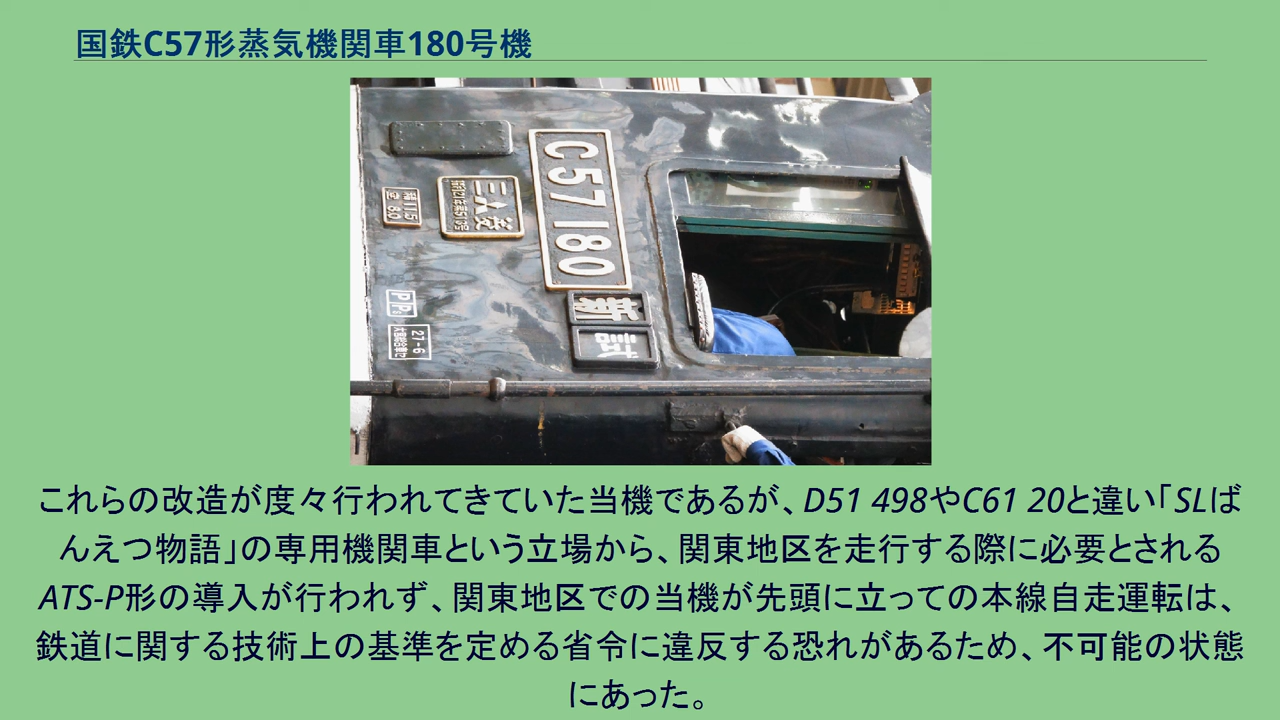 国鉄C57形蒸気機関車180号機
C57 180
新
試
27-6
これらの改造が度々行われてきていた当機であるが、D51 498やC61 20と違い「SLば
んえつ物語」の専用機関車という立場から、関東地区を走行する際に必要とされる
ATS-P形の導入が行われず、関東地区での当機が先頭に立っての本線自走運転は、
鉄道に関する技術上の基準を定める省令に違反する恐れがあるため、不可能の状態
にあった。